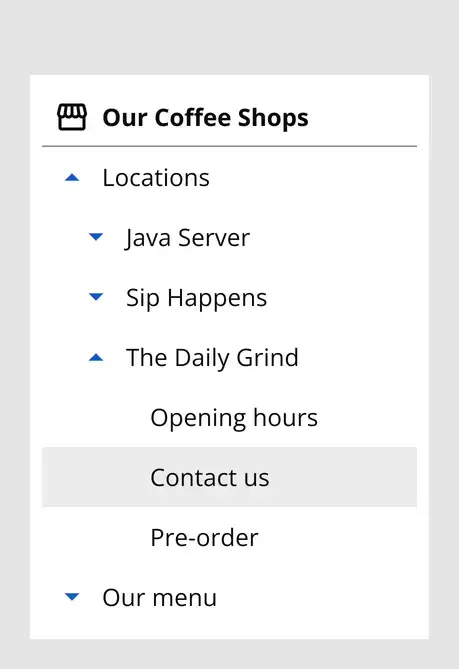 Our Coffee Shops
Locations
Java Server
Sip Happens
The Daily Grind
Opening hours
Contact us
Pre-order
Our menu